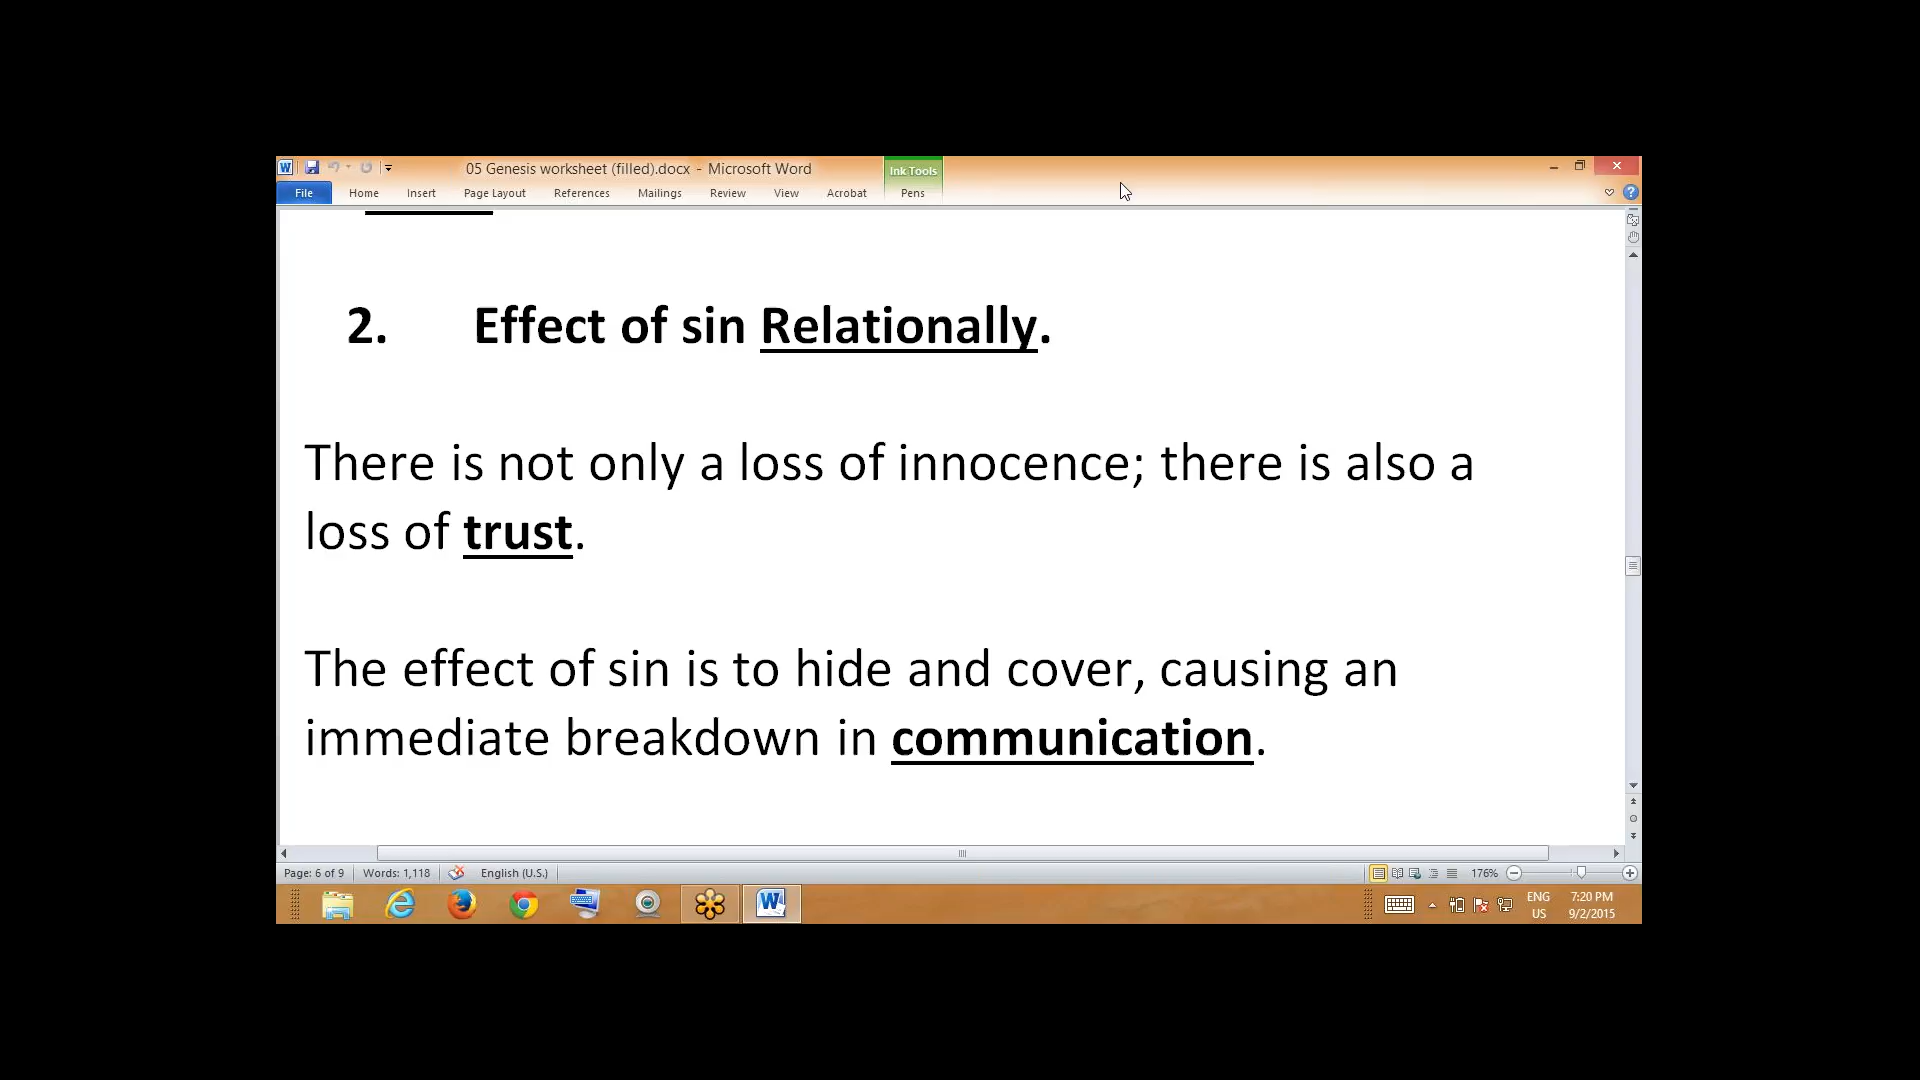 05 Genesis worksheet (filled).docx - Microsoft Word
Ink Tools
File Home Insert Page Layout References Mailings Review View Acrobat Pens
2. Effect of sin Relationally.
There is not only a loss of innocence; there is also a
loss of trust.
The effect of sin is to hide and cover, causing an
immediate breakdown in communication.
Page: 6 of 9 Words: 1,118 English (U.S.) 176%
ENG 7:20 PM
US 9/2/2015